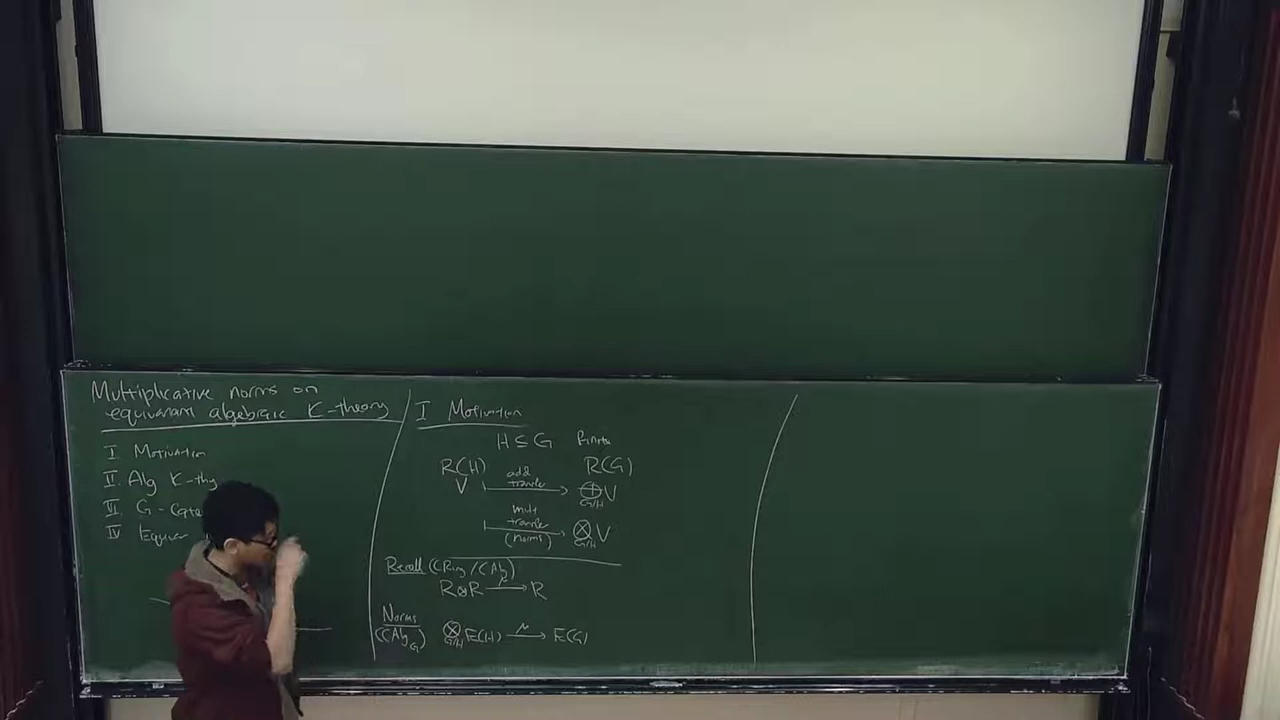 Multiplicative norms on
equivariant algebraic K-theory
I Motivation
II. Alg K-thy
III G-
IV
I Motivation
H ≤ G Finite
R(H) add transfer R(G)
V ⟼ ⊕ V
G/H
mult transfer
⟼ ⊗ V
(norms) G/H
Recall (CRing / CAlg)
R⊗R →^μ R
Norms
(CAlg_G) ⊗ E(H) →^μ E(G)
G/H